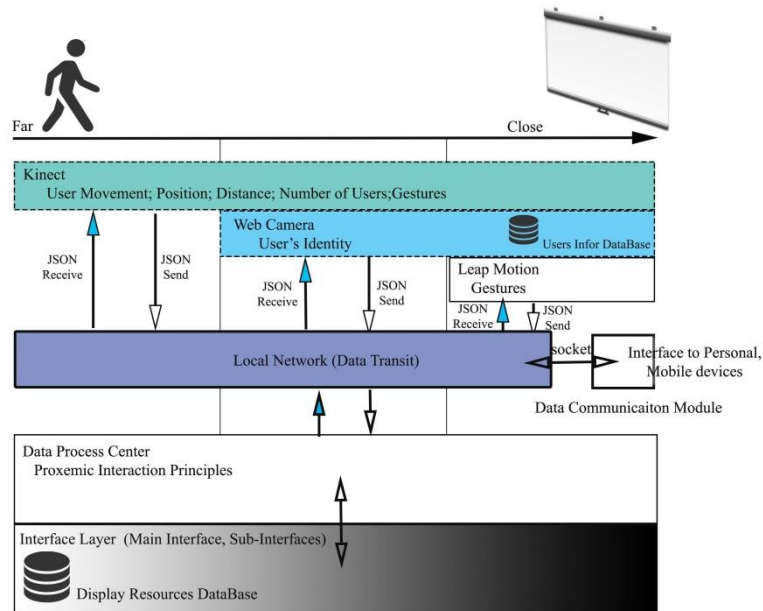 Far
Close
Kinect
User Movement; Position; Distance; Number of Users;Gestures
Web Camera
User's Identity
Users Infor DataBase
Leap Motion
Gestures
JSON
Receive
JSON
Send
JSON
Receive
JSON
Send
JSON
Receive
JSON
Send
Local Network (Data Transit)
socket
Interface to Personal,
Mobile devices
Data Communicaiton Module
Data Process Center
Proxemic Interaction Principles
Interface Layer (Main Interface, Sub-Interfaces)
Display Resources DataBase